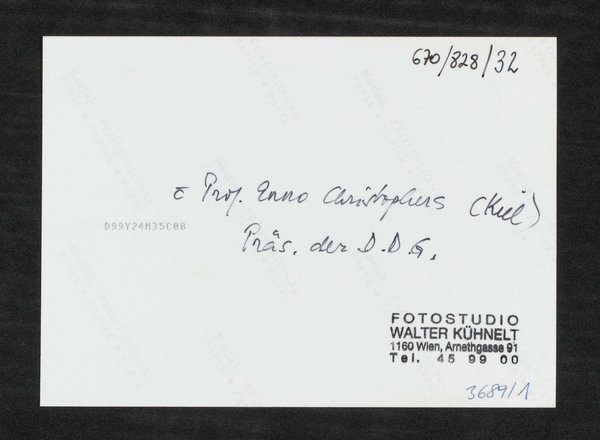 670/828/32
c Prof. Enno Christophers (Kiel)
D99Y24M35C00
Präs. der D.D.G.
FOTOSTUDIO
WALTER KÜHNELT
1160 Wien, Arnethgasse 91
Tel. 45 99 00
3689/1